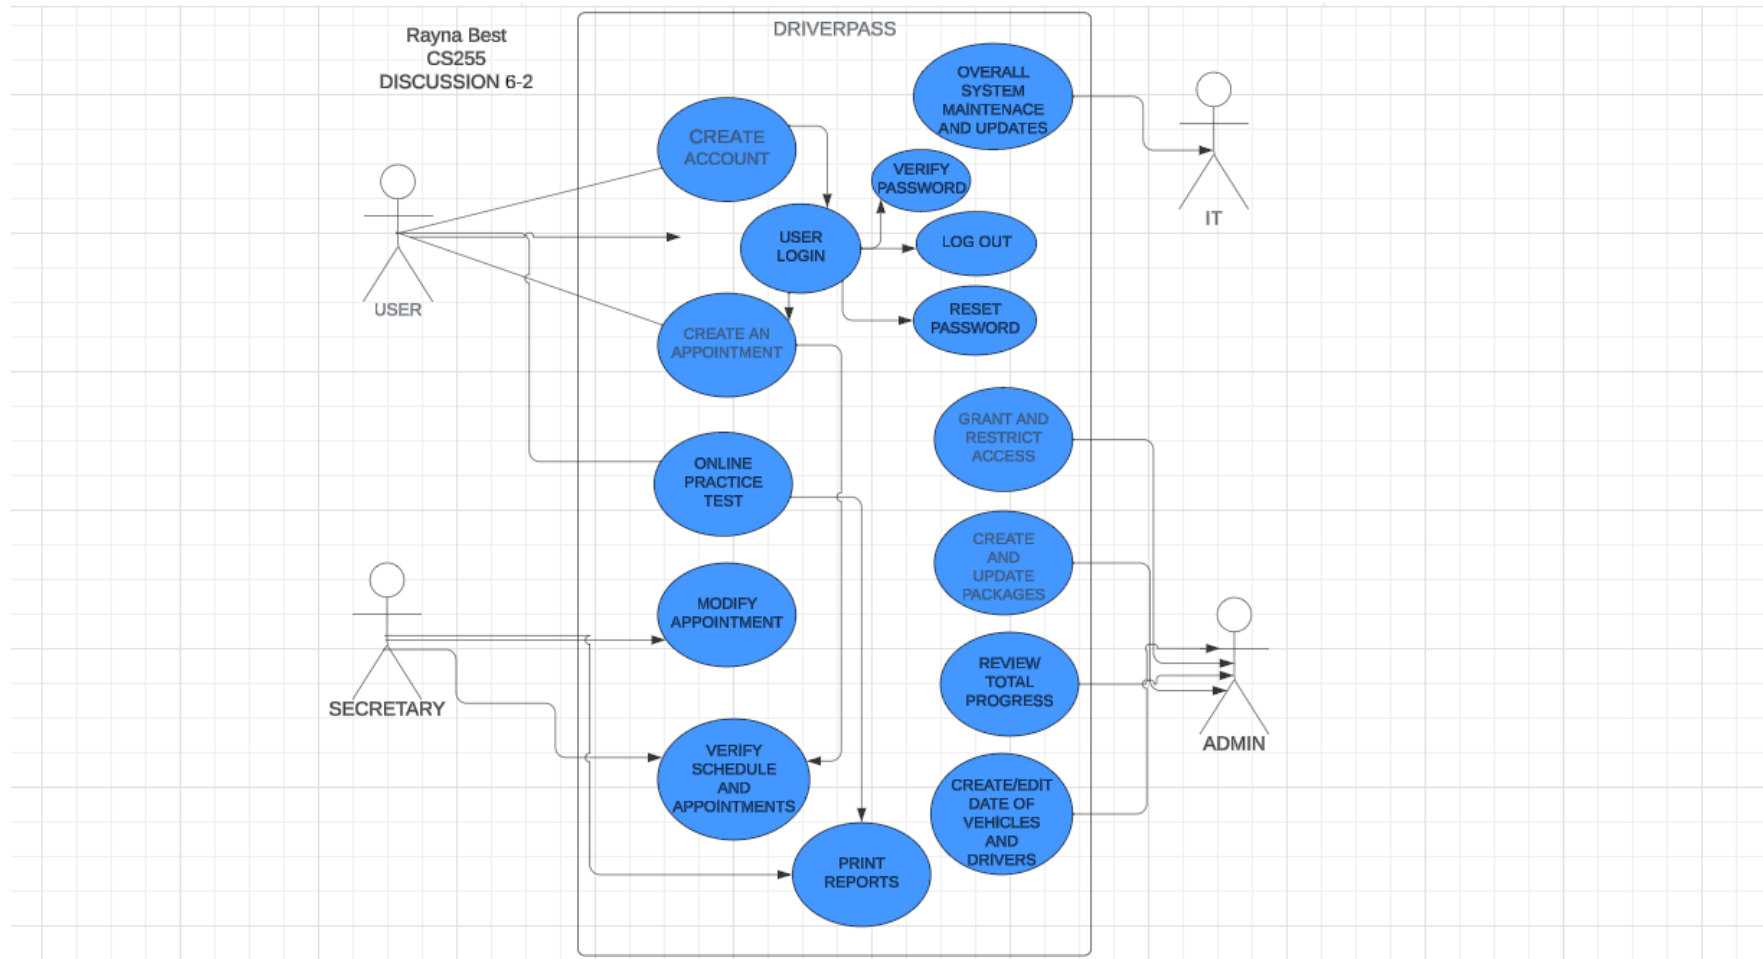 Rayna Best
CS255
DISCUSSION 6-2
DRIVERPASS
OVERALL
SYSTEM
MAINTENACE
AND UPDATES
CREATE
ACCOUNT
VERIFY
PASSWORD
USER
LOGIN
LOG OUT
IT
USER
RESET
PASSWORD
CREATE AN
APPOINTMENT
GRANT AND
RESTRICT
ACCESS
ONLINE
PRACTICE
TEST
CREATE
AND
UPDATE
PACKAGES
MODIFY
APPOINTMENT
REVIEW
TOTAL
PROGRESS
SECRETARY
ADMIN
VERIFY
SCHEDULE
AND
APPOINTMENTS
CREATE/EDIT
DATE OF
VEHICLES
AND
DRIVERS
PRINT
REPORTS